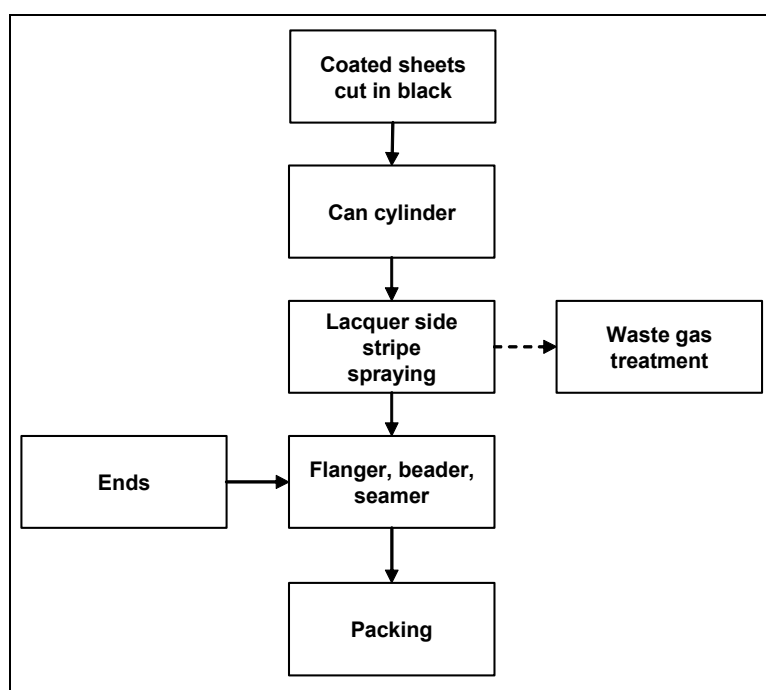 Coated sheets
cut in black
Can cylinder
Lacquer side
stripe
spraying
Waste gas
treatment
Ends
Flanger, beader,
seamer
Packing